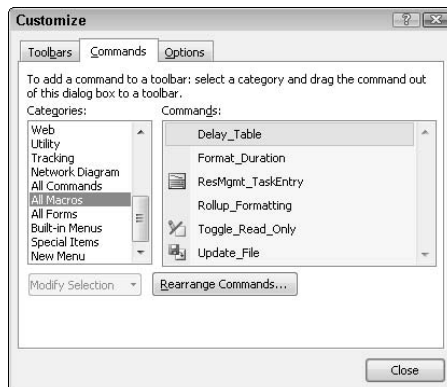 Customize
Toolbars Commands Options
To add a command to a toolbar: select a category and drag the command out
of this dialog box to a toolbar.
Categories:
Web
Utility
Tracking
Network Diagram
All Commands
All Macros
All Forms
Built-in Menus
Special Items
New Menu
Commands:
Delay_Table
Format_Duration
ResMgmt_TaskEntry
Rollup_Formatting
Toggle_Read_Only
Update_File
Modify Selection
Rearrange Commands...
Close